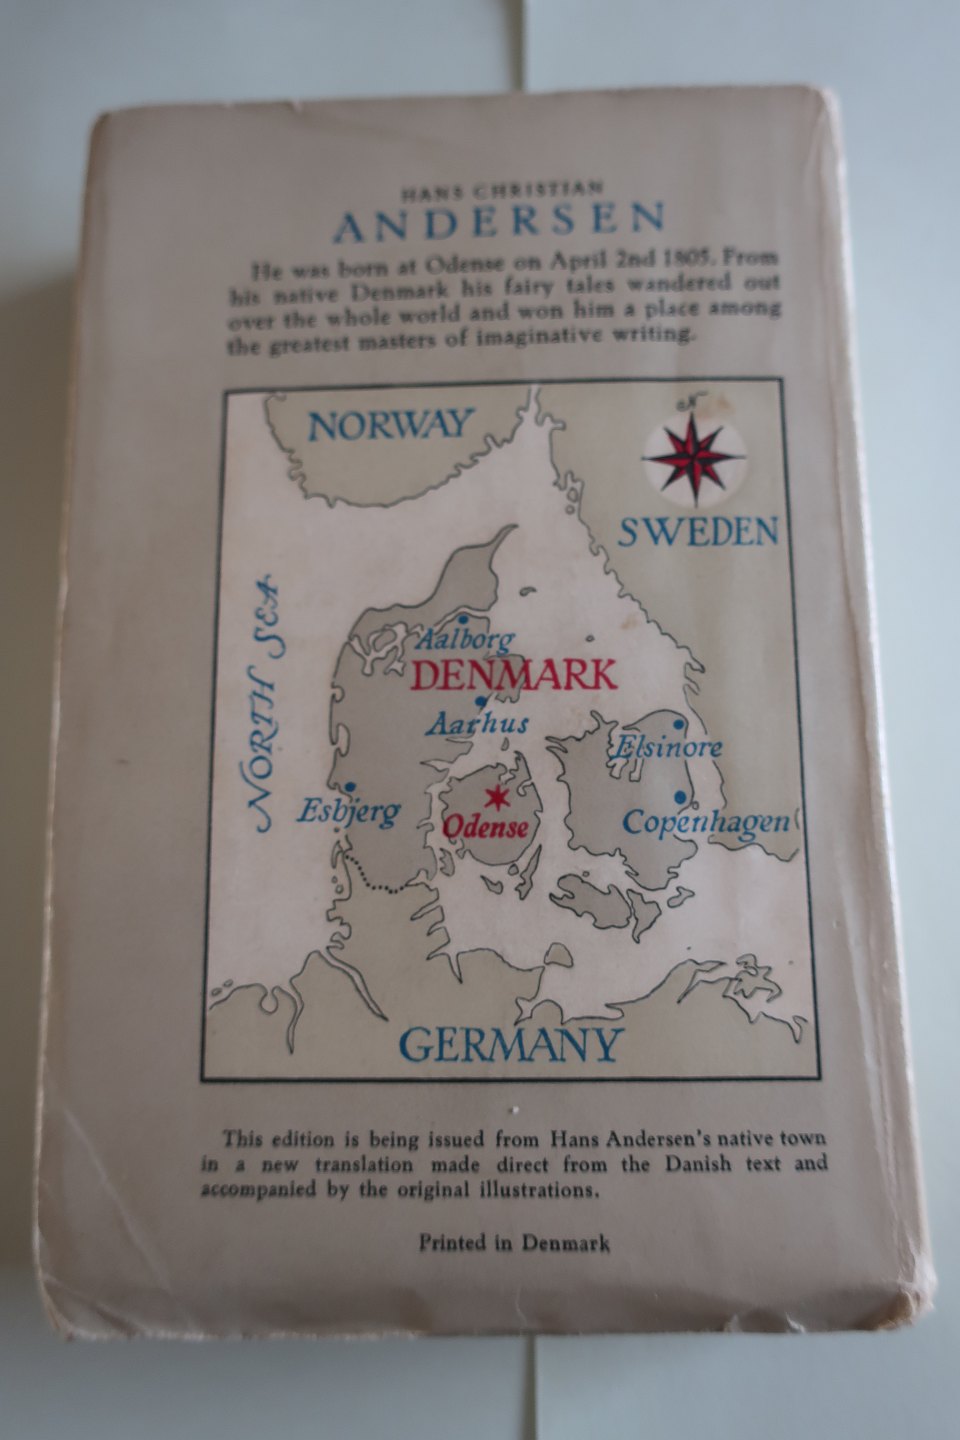 HANS CHRISTIAN
ANDERSEN
He was born at Odense on April 2nd 1805. From
his native Denmark his fairy tales wandered out
over the whole world and won him a place among
the greatest masters of imaginative writing.
NORWAY
N
SWEDEN
NORTH SEA
Aalborg
DENMARK
Aarhus
Elsinore
Esbjerg
Odense
Copenhagen
GERMANY
This edition is being issued from Hans Andersen's native town
in a new translation made direct from the Danish text and
accompanied by the original illustrations.
Printed in Denmark